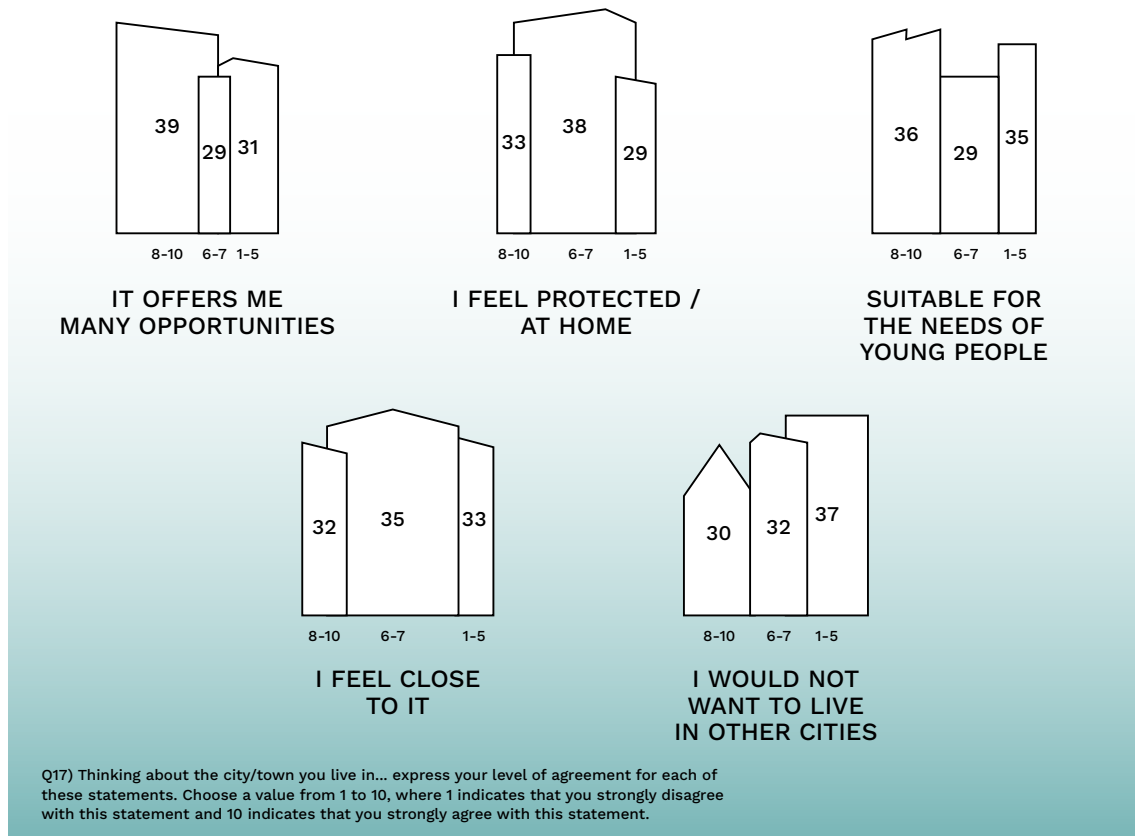 39
29
31
8-10 6-7 1-5
IT OFFERS ME
MANY OPPORTUNITIES
33
38
29
8-10 6-7 1-5
I FEEL PROTECTED /
AT HOME
36
29
35
8-10 6-7 1-5
SUITABLE FOR
THE NEEDS OF
YOUNG PEOPLE
32
35
33
8-10 6-7 1-5
I FEEL CLOSE
TO IT
30
32
37
8-10 6-7 1-5
I WOULD NOT
WANT TO LIVE
IN OTHER CITIES
Q17) Thinking about the city/town you live in... express your level of agreement for each of
these statements. Choose a value from 1 to 10, where 1 indicates that you strongly disagree
with this statement and 10 indicates that you strongly agree with this statement.